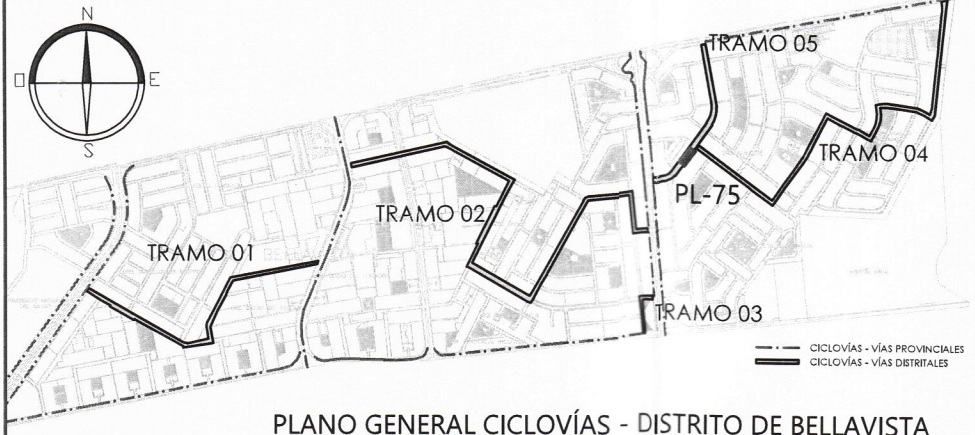 N
O E
S
TRAMO 05
TRAMO 04
PL-75
TRAMO 02
TRAMO 01
TRAMO 03
CICLOVÍAS - VÍAS PROVINCIALES
CICLOVÍAS - VÍAS DISTRITALES
PLANO GENERAL CICLOVÍAS - DISTRITO DE BELLAVISTA